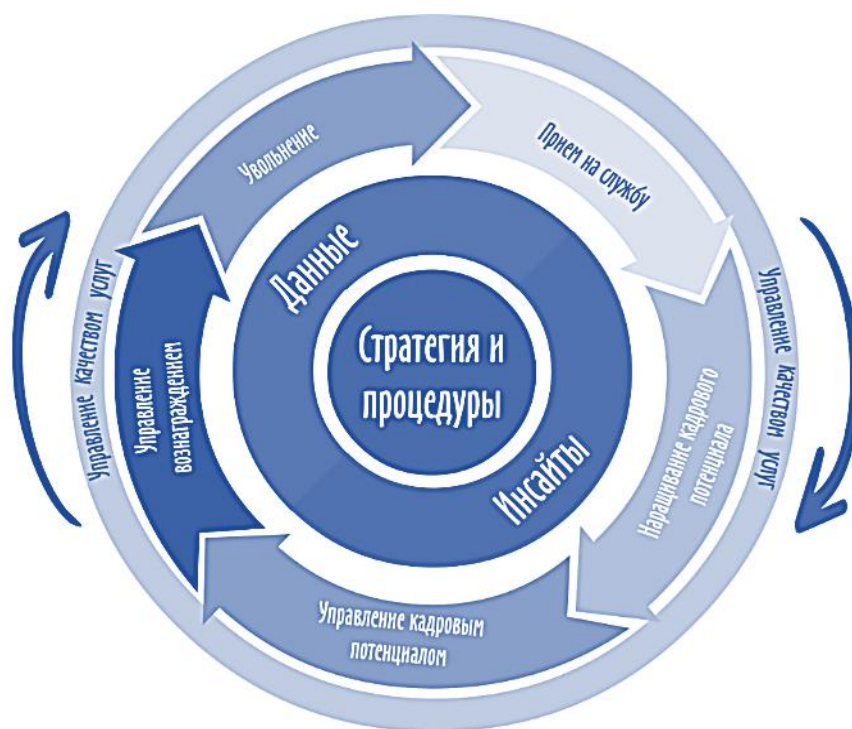 Увольнение
Прием на службу
Данные
Стратегия и
процедуры
Инсайты
Управление качеством услуг
Управление
вознаграждением
Управление качеством услуг
Наращивание кадрового
потенциала
Управление кадровым
потенциалом